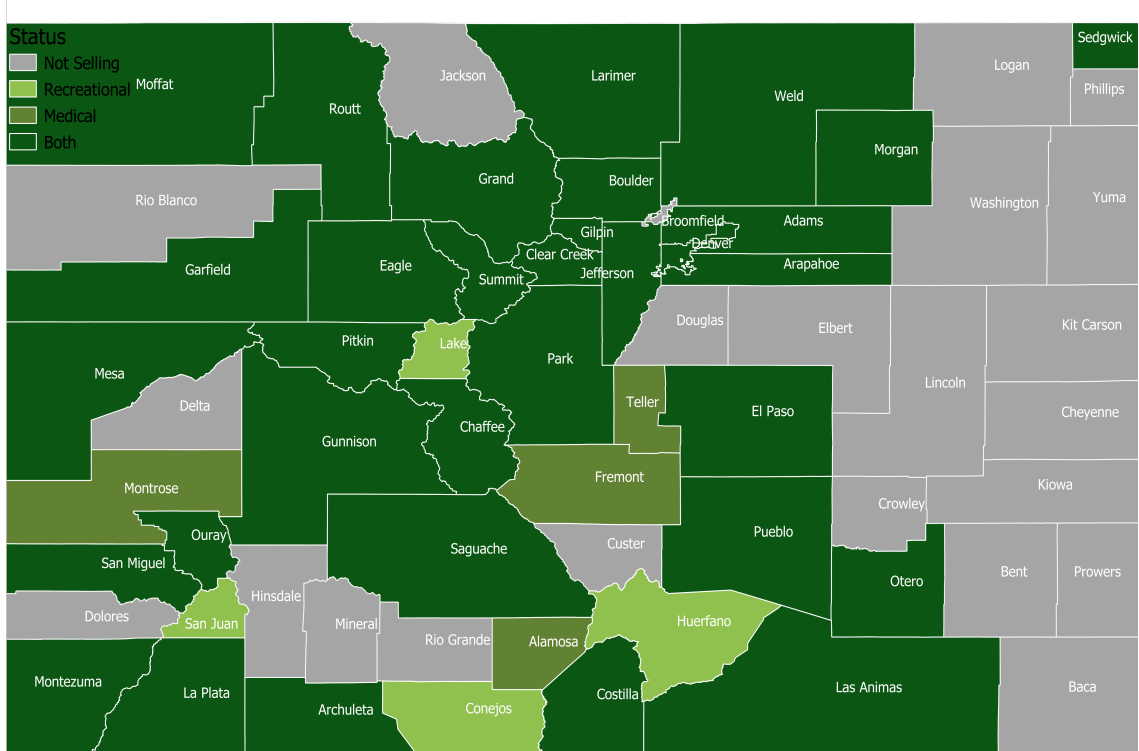 Status
Not Selling
Recreational
Medical
Both
Sedgwick
Logan
Jackson
Larimer
Moffat
Phillips
Weld
Routt
Morgan
Grand
Boulder
Yuma
Rio Blanco
Washington
Broomfield
Adams
Gilpin
Denver
Clear Creek
Arapahoe
Eagle
Garfield
Jefferson
Summit
Douglas
Kit Carson
Elbert
Pitkin
Lake
Park
Mesa
Lincoln
Teller
Delta
El Paso
Cheyenne
Chaffee
Gunnison
Fremont
Kiowa
Montrose
Crowley
Pueblo
Ouray
Custer
Saguache
San Miguel
Bent
Prowers
Otero
Hinsdale
Dolores
San Juan
Mineral
Huerfano
Rio Grande
Alamosa
Montezuma
Las Animas
Baca
La Plata
Costilla
Conejos
Archuleta